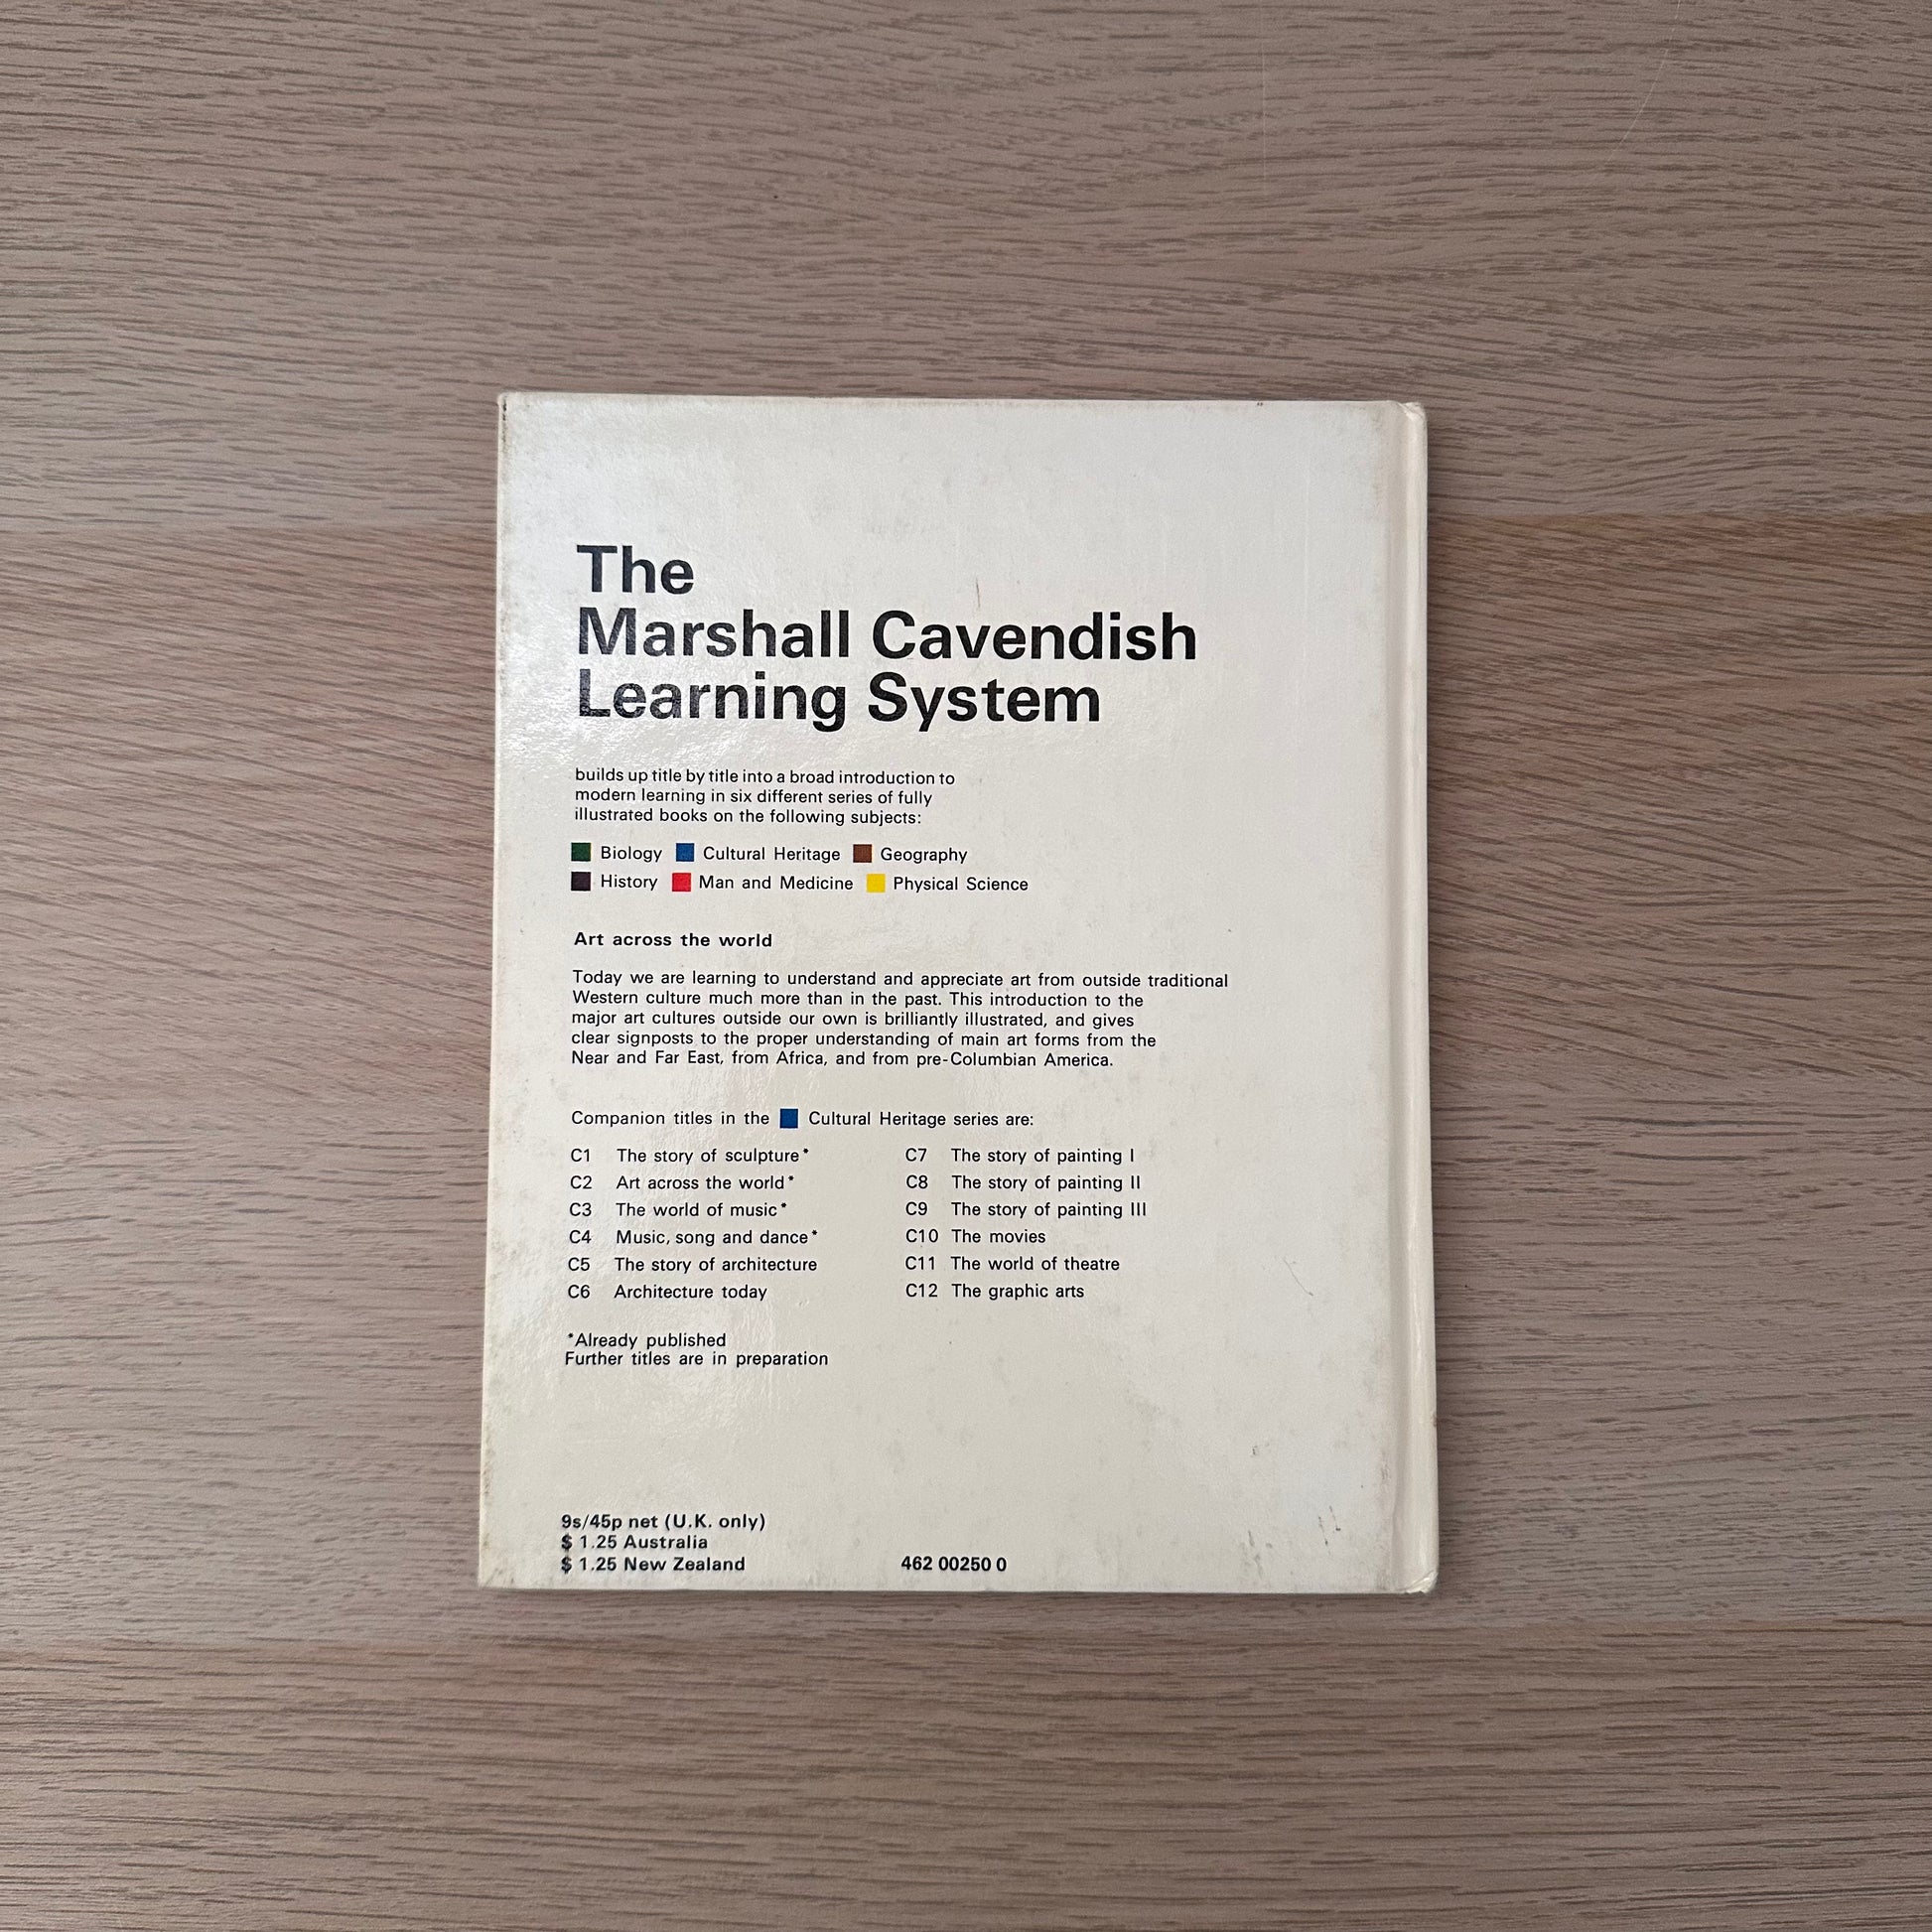 The
Marshall Cavendish
Learning System
builds up title by title into a broad introduction to
modern learning in six different series of fully
illustrated books on the following subjects:
Biology Cultural Heritage Geography
History Man and Medicine Physical Science
Art across the world
Today we are learning to understand and appreciate art from outside traditional
Western culture much more than in the past. This introduction to the
major art cultures outside our own is brilliantly illustrated, and gives
clear signposts to the proper understanding of main art forms from the
Near and Far East, from Africa, and from pre-Columbian America.
Companion titles in the Cultural Heritage series are:
C1 The story of sculpture*
C2 Art across the world*
C3 The world of music*
C4 Music, song and dance*
C5 The story of architecture
C6 Architecture today
C7 The story of painting I
C8 The story of painting II
C9 The story of painting III
C10 The movies
C11 The world of theatre
C12 The graphic arts
*Already published
Further titles are in preparation
9s/45p net (U.K. only)
$ 1.25 Australia
$ 1.25 New Zealand
462 00250 0